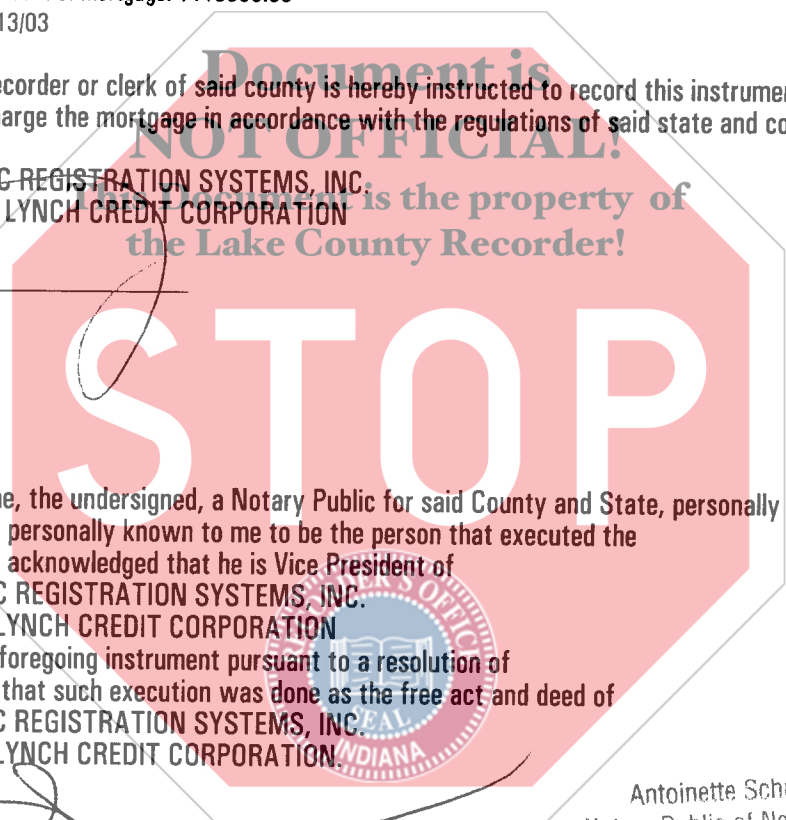 13/03
Document is
ecorder or clerk of said county is hereby instructed to record this instrumen
arge the mortgage in accordance with the regulations of said state and co
NOT OFFICIAL!
C REGISTRATION SYSTEMS, INC.
This Document is the property of
LYNCH CREDIT CORPORATION
the Lake County Recorder!
STOP
ne, the undersigned, a Notary Public for said County and State, personally
personally known to me to be the person that executed the
acknowledged that he is Vice President of
C REGISTRATION SYSTEMS, INC.
LYNCH CREDIT CORPORATION
foregoing instrument pursuant to a resolution of
that such execution was done as the free act and deed of
C REGISTRATION SYSTEMS, INC.
LYNCH CREDIT CORPORATION.
RECORDER'S OFFICE
SEAL
INDIANA
Antoinette Sch